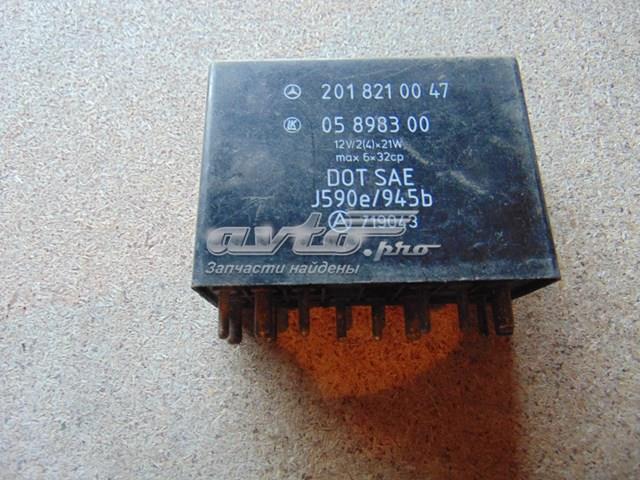 201 821 00 47
LK 05 8983 00
12V/2(4)×21W
max 6×32cp
DOT SAE
J590e/945b
A 719043
avto.pro
Запчасти найдены